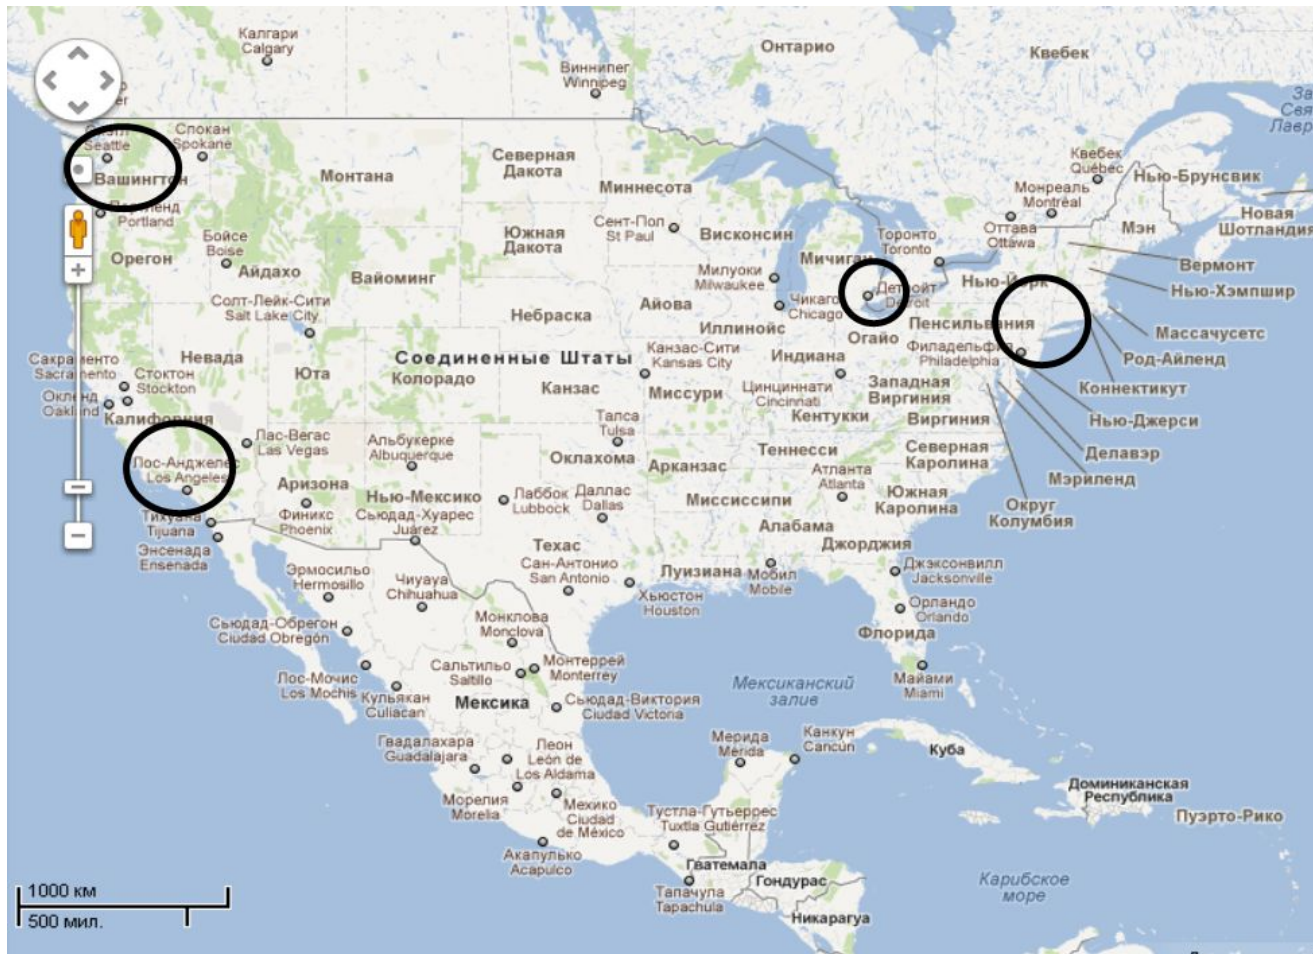 Калгари
Calgary
Виннипег
Winnipeg
Онтарио
Квебек
Seattle
Спокан
Spokane
Вашингтон
Portland
Монтана
Северная
Дакота
Миннесота
Квебек
Québec
Монреаль
Montréal
Нью-Брунсвик
Новая
Шотландия
Мэн
Оттава
Ottawa
Торонто
Toronto
Орегон
Бойсе
Boise
Айдахо
Вайоминг
Южная
Дакота
Сент-Пол
St Paul
Висконсин
Мичиган
Милуоки
Milwaukee
Чикаго
Chicago
Детройт
Detroit
Нью-Йорк
Вермонт
Нью-Хэмпшир
Массачусетс
Род-Айленд
Коннектикут
Нью-Джерси
Делавэр
Мэриленд
Округ
Колумбия
Солт-Лейк-Сити
Salt Lake City
Небраска
Айова
Иллинойс
Индиана
Огайо
Пенсильвания
Филадельфия
Philadelphia
Сакраменто
Sacramento
Стоктон
Stockton
Окленд
Oakland
Невада
Юта
Колорадо
Соединенные Штаты
Канзас
Канзас-Сити
Kansas City
Миссури
Цинциннати
Cincinnati
Кентукки
Западная
Виргиния
Виргиния
Калифорния
Лас-Вегас
Las Vegas
Лос-Анджелес
Los Angeles
Альбукерке
Albuquerque
Аризона
Нью-Мексико
Талса
Tulsa
Оклахома
Арканзас
Теннесси
Северная
Каролина
Южная
Каролина
Атланта
Atlanta
Миссисипи
Алабама
Джорджия
Финикс
Phoenix
Сьюдад-Хуарес
Juárez
Лаббок
Lubbock
Даллас
Dallas
Техас
Сан-Антонио
San Antonio
Луизиана
Мобил
Mobile
Хьюстон
Houston
Джэксонвилл
Jacksonville
Орландо
Orlando
Флорида
Майами
Miami
Тихуана
Tijuana
Энсенада
Ensenada
Эрмосильо
Hermosillo
Чиуауа
Chihuahua
Сьюдад-Обрегон
Ciudad Obregón
Монклова
Monclova
Лос-Мочис
Los Mochis
Кульякан
Culiacan
Сальтильо
Saltillo
Монтеррей
Monterrey
Мексика
Сьюдад-Виктория
Ciudad Victoria
Мексиканский
залив
Гвадалахара
Guadalajara
Леон
León de
Los Aldama
Морелия
Morelia
Мехико
Ciudad
de México
Акапулько
Acapulco
Мерида
Mérida
Канкун
Cancún
Куба
Доминиканская
Республика
Пуэрто-Рико
Тустла-Гутьеррес
Tuxtla Gutiérrez
Гватемала
Гондурас
Тапачула
Tapachula
Никарагуа
Карибское
море
1000 км
500 мил.